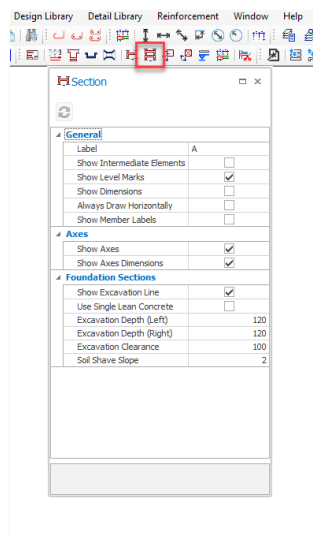 Design Library Detail Library Reinforcement Window Help
Section
General
Label A
Show Intermediate Elements
Show Level Marks
Show Dimensions
Always Draw Horizontally
Show Member Labels
Axes
Show Axes
Show Axes Dimensions
Foundation Sections
Show Excavation Line
Use Single Lean Concrete
Excavation Depth (Left) 120
Excavation Depth (Right) 120
Excavation Clearance 100
Soil Shave Slope 2